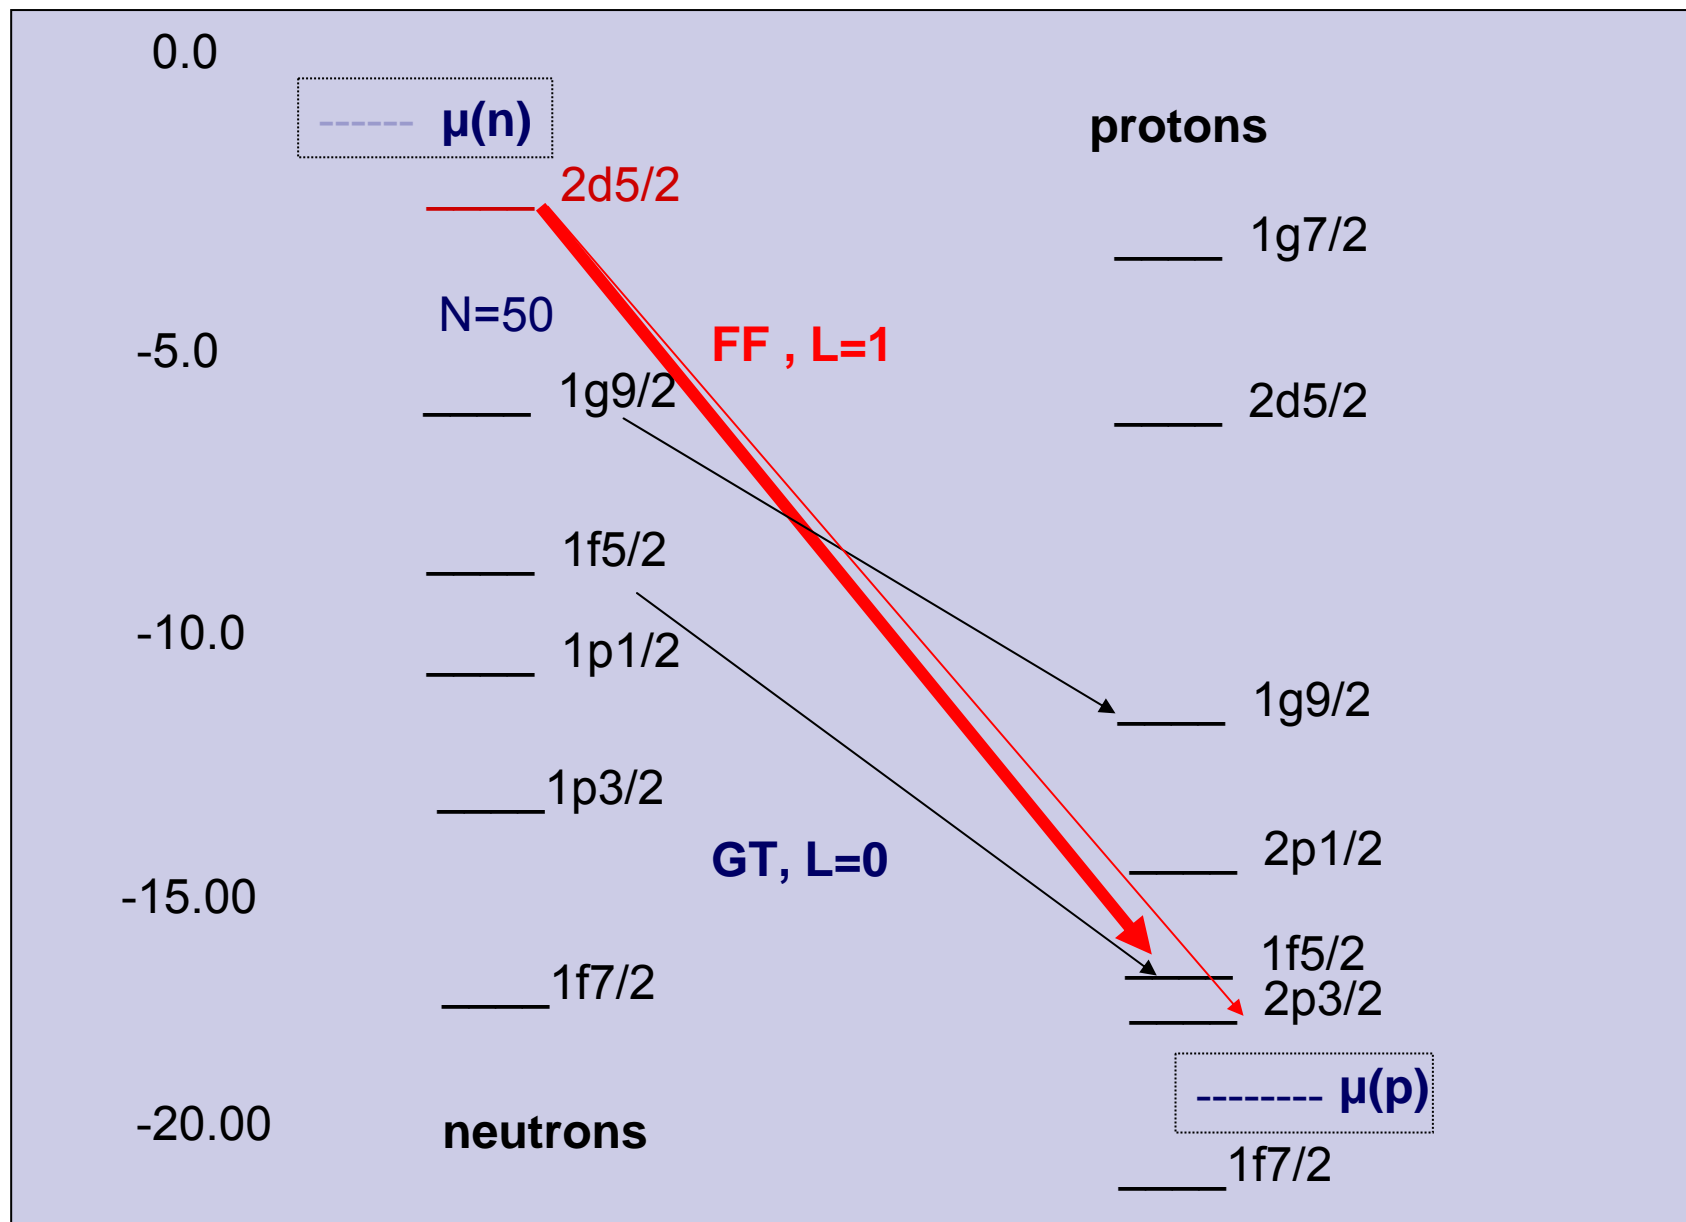 0.0
------ μ(n)
protons
2d5/2
1g7/2
N=50
FF , L=1
-5.0
1g9/2
2d5/2
1f5/2
-10.0
1p1/2
1g9/2
1p3/2
2p1/2
GT, L=0
-15.00
1f5/2
1f7/2
2p3/2
-------- μ(p)
-20.00
neutrons
1f7/2